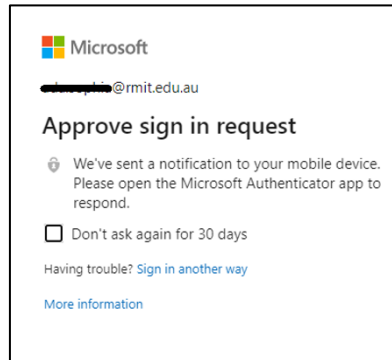 Microsoft
@rmit.edu.au
Approve sign in request
We've sent a notification to your mobile device.
Please open the Microsoft Authenticator app to
respond.
Don't ask again for 30 days
Having trouble? Sign in another way
More information